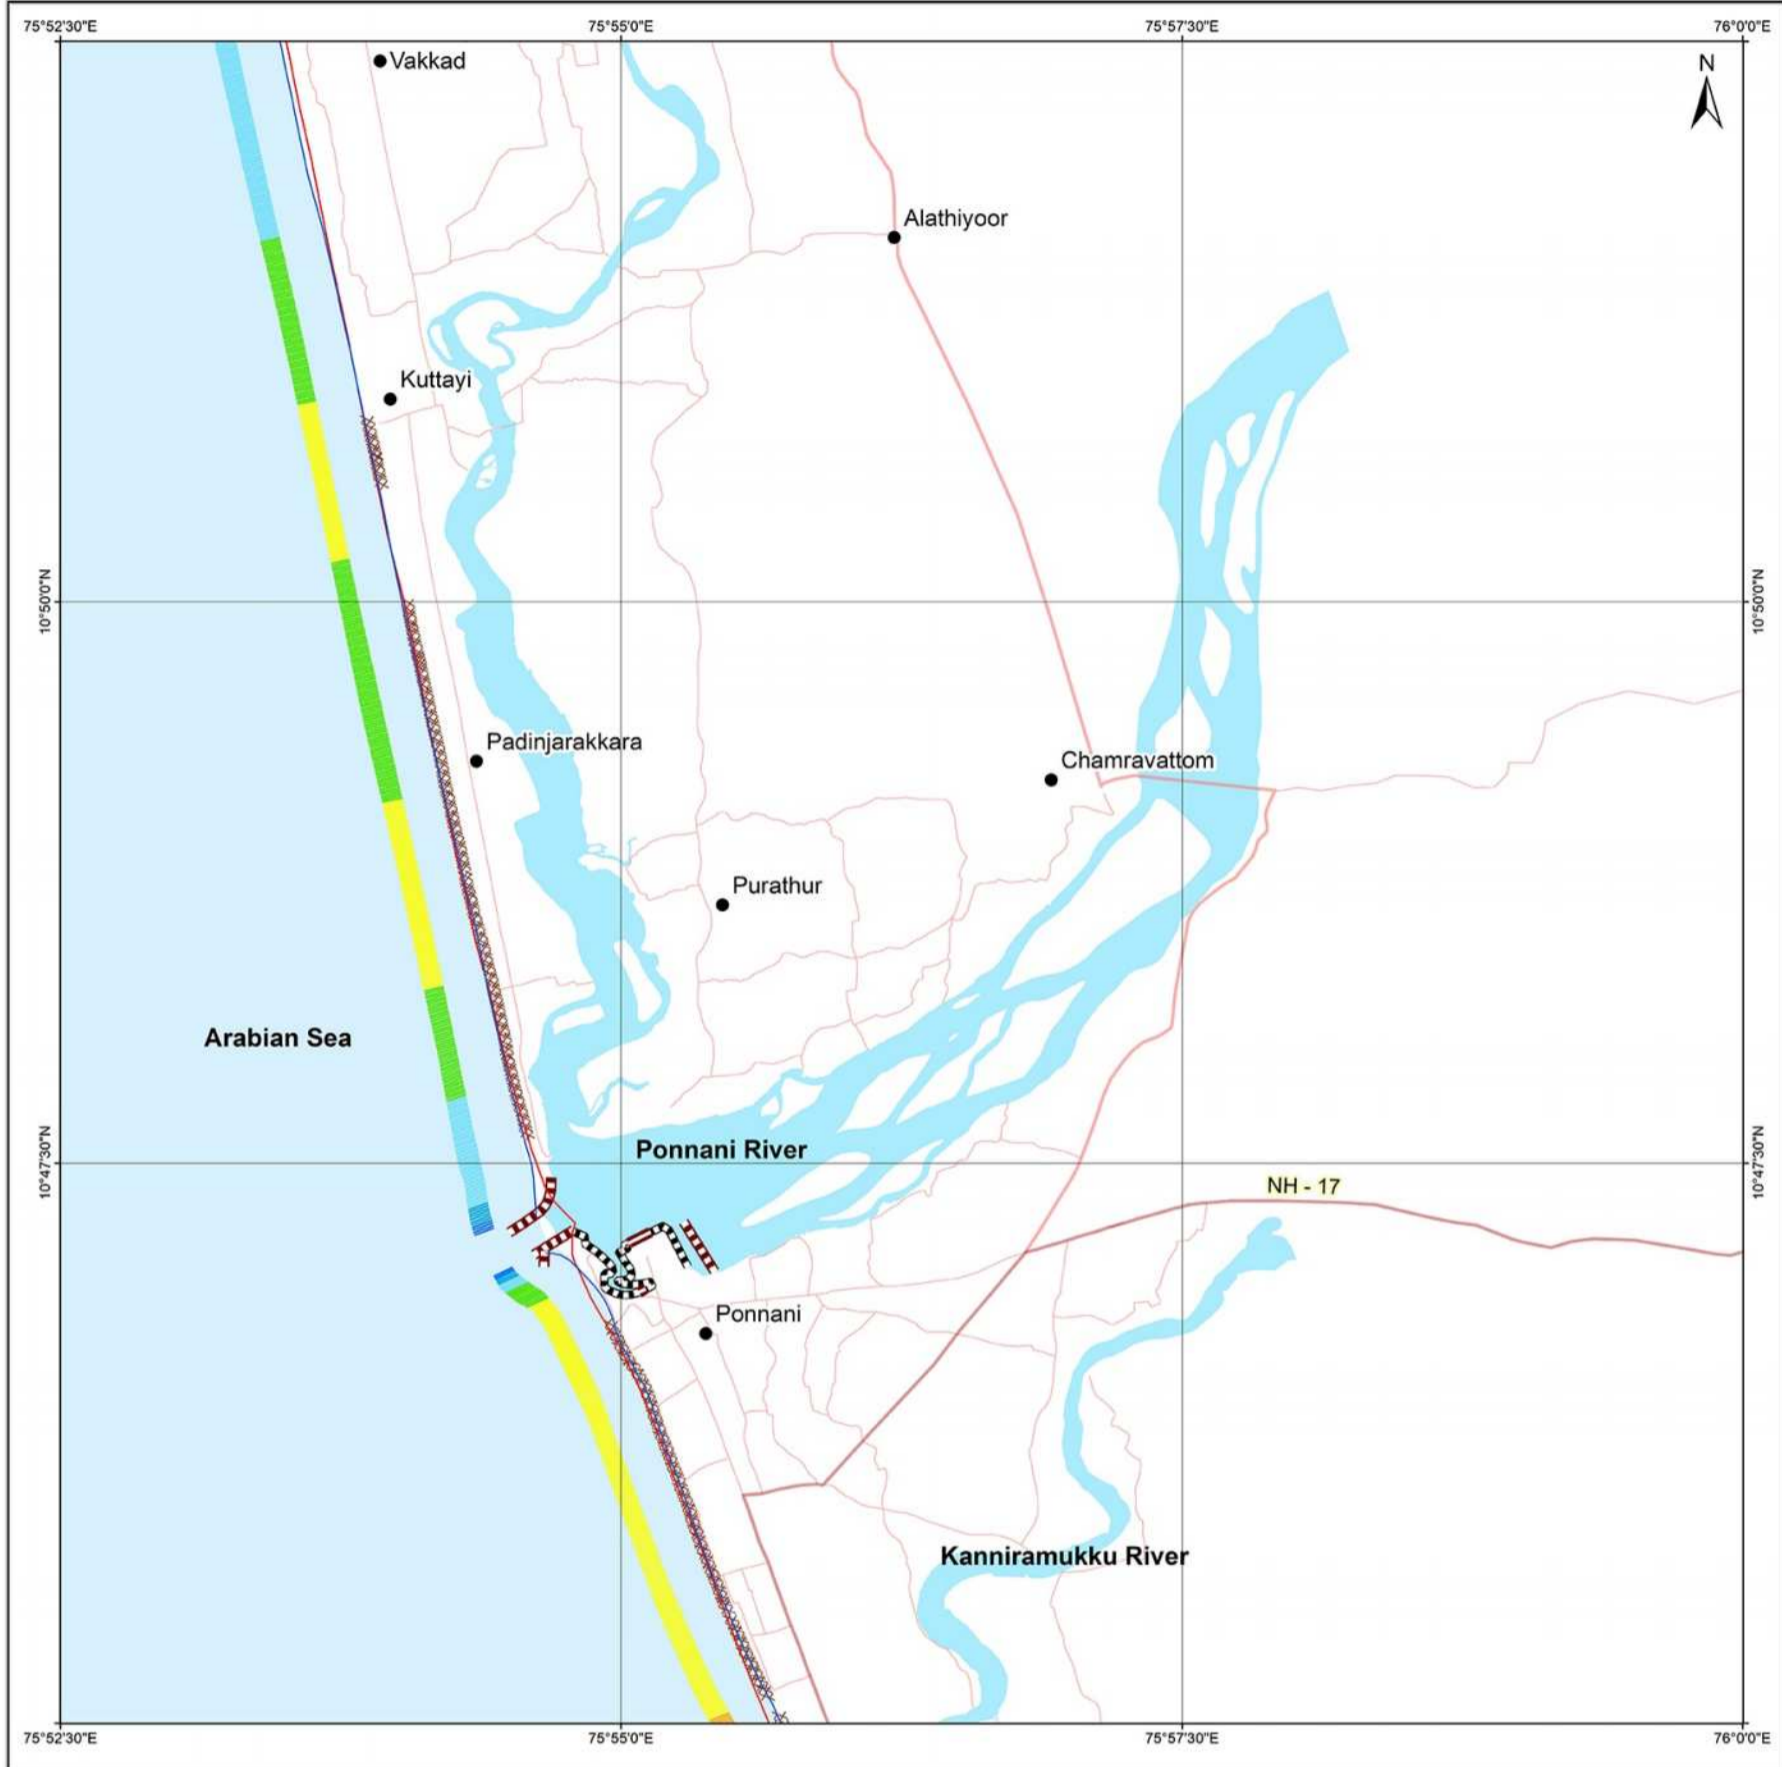 75°52'30"E 75°55'0"E 75°57'30"E 76°0'0"E
N
Vakkad
Alathiyoor
Kuttayi
10°50'0"N 10°50'0"N
Padinjarakkara
Chamravattom
Purathur
Arabian Sea
Ponnani River
10°47'30"N 10°47'30"N
NH - 17
Ponnani
Kanniramukku River
75°52'30"E 75°55'0"E 75°57'30"E 76°0'0"E